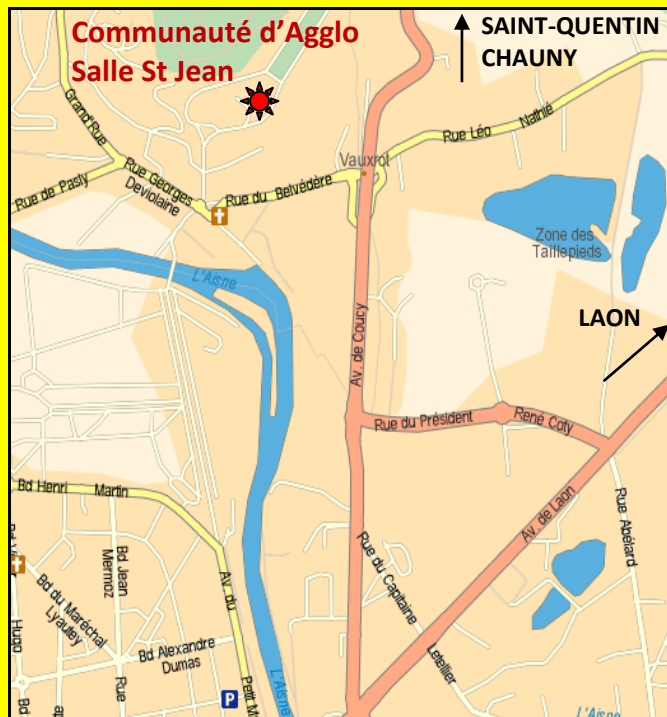 Communauté d'Agglo
Salle St Jean
SAINT-QUENTIN
CHAUNY
Grand'Rue
Rue Léo Nathié
Vauxrot
Rue de Pasly
Rue Georges
Deviolaine
Rue du Belvédère
Zone des
Taillepieds
L'Aisne
LAON
Av. de Coucy
Rue du Président René Coty
Bd Henri Martin
Av. de Laon
Rue Abélard
Bd Jean
Mermoz
Rue du Capitaine Letellier
Bd du Maréchal
Lyautey
Av. du
Hugo
Bd Alexandre
Dumas
Rue
Bd
P
L'Aisne
L'Aisne